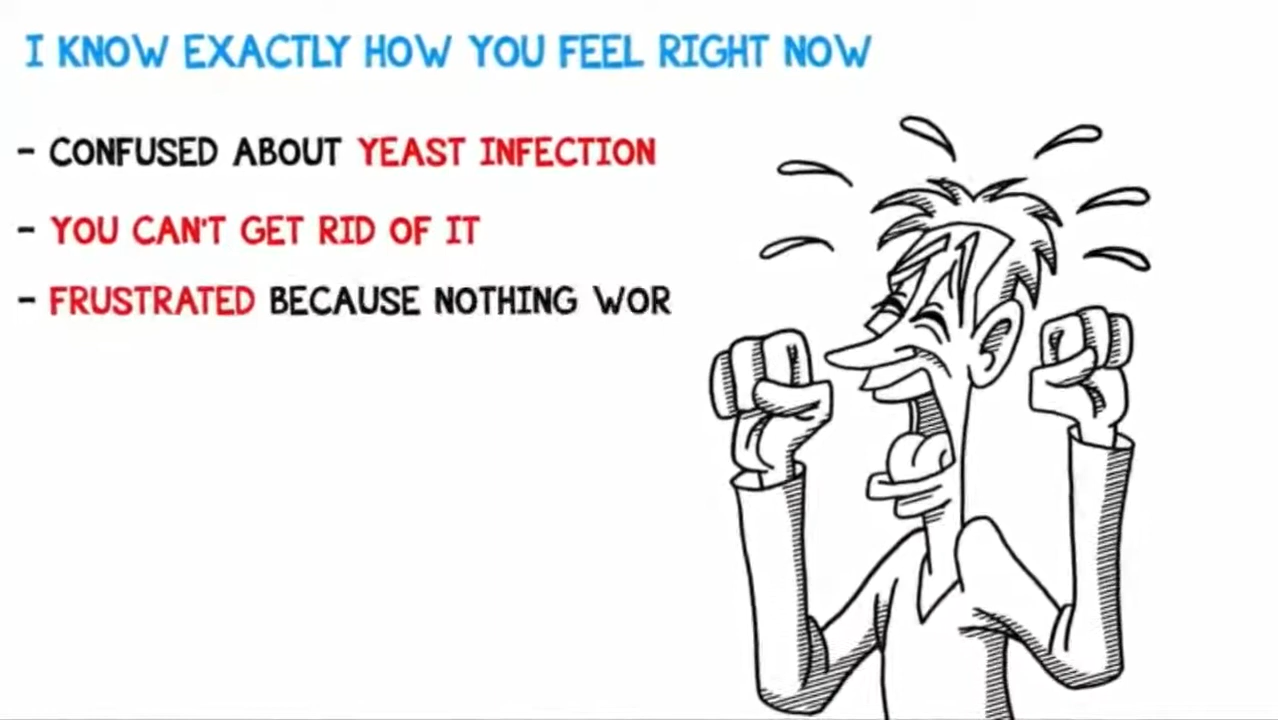 I KNOW EXACTLY HOW YOU FEEL RIGHT NOW
- CONFUSED ABOUT YEAST INFECTION
- YOU CAN'T GET RID OF IT
- FRUSTRATED BECAUSE NOTHING WOR